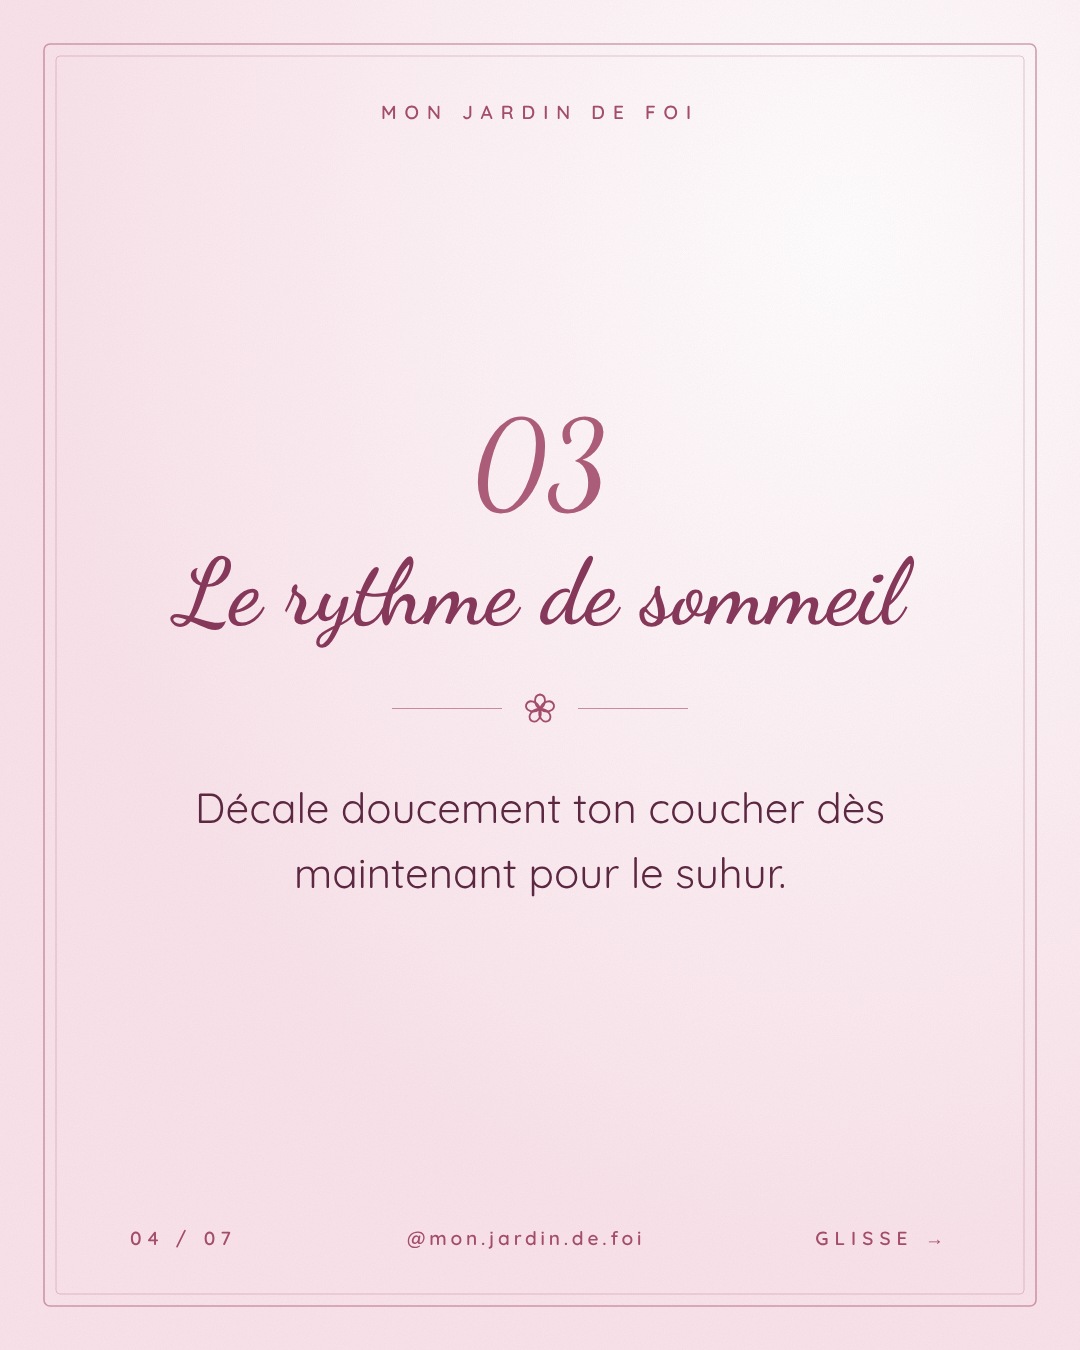 MON JARDIN DE FOI
03
Le rythme de sommeil
Décale doucement ton coucher dès
maintenant pour le suhur.
04 / 07
@mon.jardin.de.foi
GLISSE →